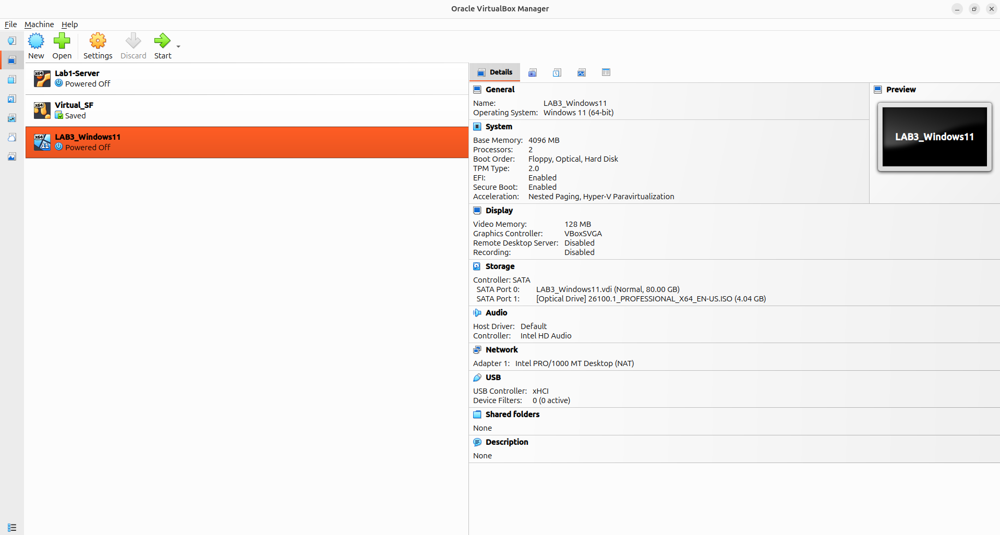 Oracle VirtualBox Manager
File Machine Help
New Open Settings Discard Start
x64 Lab1-Server
Powered Off
x64 Virtual_SF
Saved
x64 11 LAB3_Windows11
Powered Off
Details
General
Name: LAB3_Windows11
Operating System: Windows 11 (64-bit)
Preview
LAB3_Windows11
System
Base Memory: 4096 MB
Processors: 2
Boot Order: Floppy, Optical, Hard Disk
TPM Type: 2.0
EFI: Enabled
Secure Boot: Enabled
Acceleration: Nested Paging, Hyper-V Paravirtualization
Display
Video Memory: 128 MB
Graphics Controller: VBoxSVGA
Remote Desktop Server: Disabled
Recording: Disabled
Storage
Controller: SATA
SATA Port 0: LAB3_Windows11.vdi (Normal, 80.00 GB)
SATA Port 1: [Optical Drive] 26100.1_PROFESSIONAL_X64_EN-US.ISO (4.04 GB)
Audio
Host Driver: Default
Controller: Intel HD Audio
Network
Adapter 1: Intel PRO/1000 MT Desktop (NAT)
USB
USB Controller: xHCI
Device Filters: 0 (0 active)
Shared folders
None
Description
None